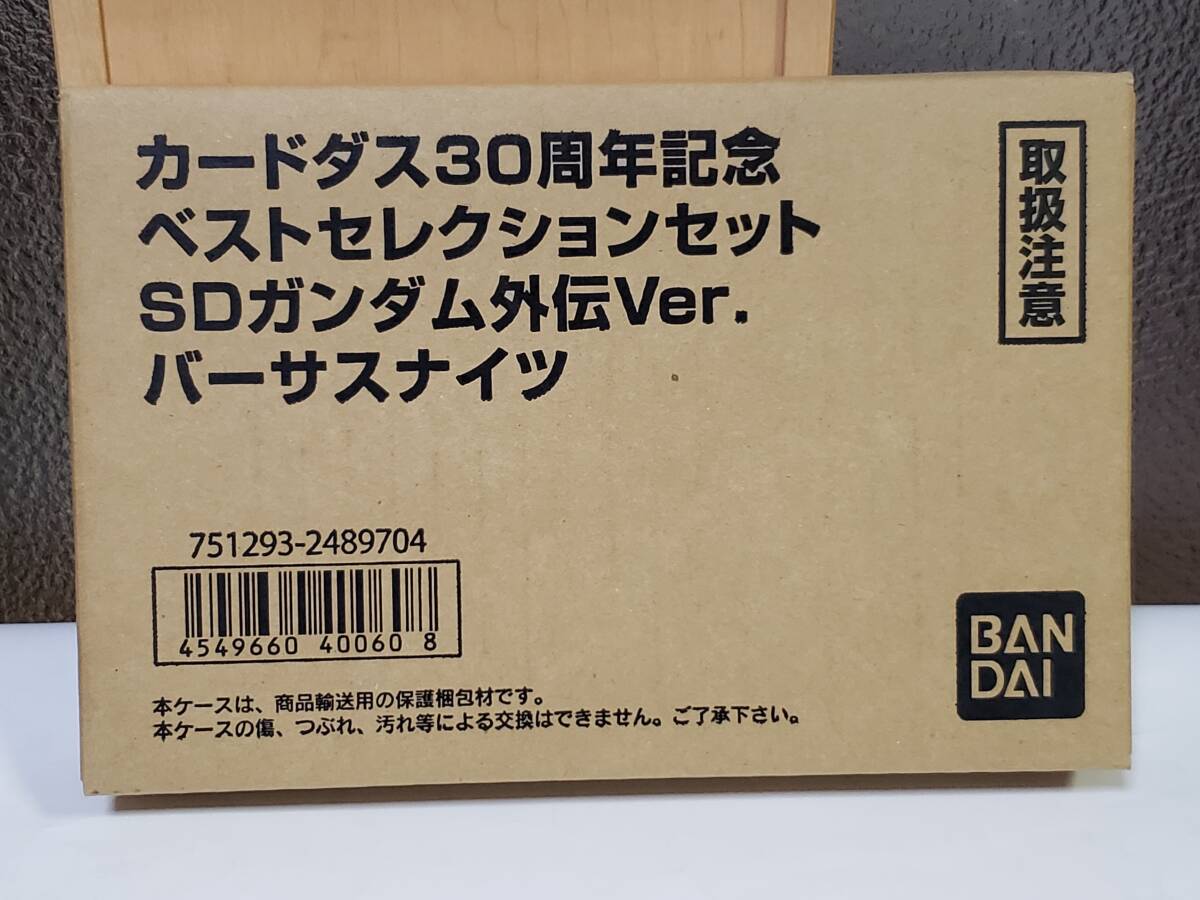 カードダス30周年記念
ベストセレクションセット
SDガンダム外伝Ver.
バーサスナイツ
取扱注意
751293-2489704
4549660 40060 8
本ケースは、商品輸送用の保護梱包材です。
本ケースの傷、つぶれ、汚れ等による交換はできません。ご了承下さい。
BAN
DAI